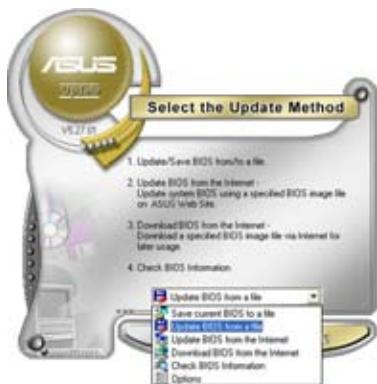 ASUS
Update
V5.27.01
Select the Update Method
1. Update/Save BIOS from/to a file.
2. Update BIOS from the Internet -
Update system BIOS using a specified BIOS image file
on ASUS Web Site.
3. Download BIOS from the Internet -
Download a specified BIOS image file via Internet for
later usage.
4. Check BIOS Information
Update BIOS from a file
Save current BIOS to a file
Update BIOS from a file
Update BIOS from the Internet
Download BIOS from the Internet
Check BIOS Information
Options